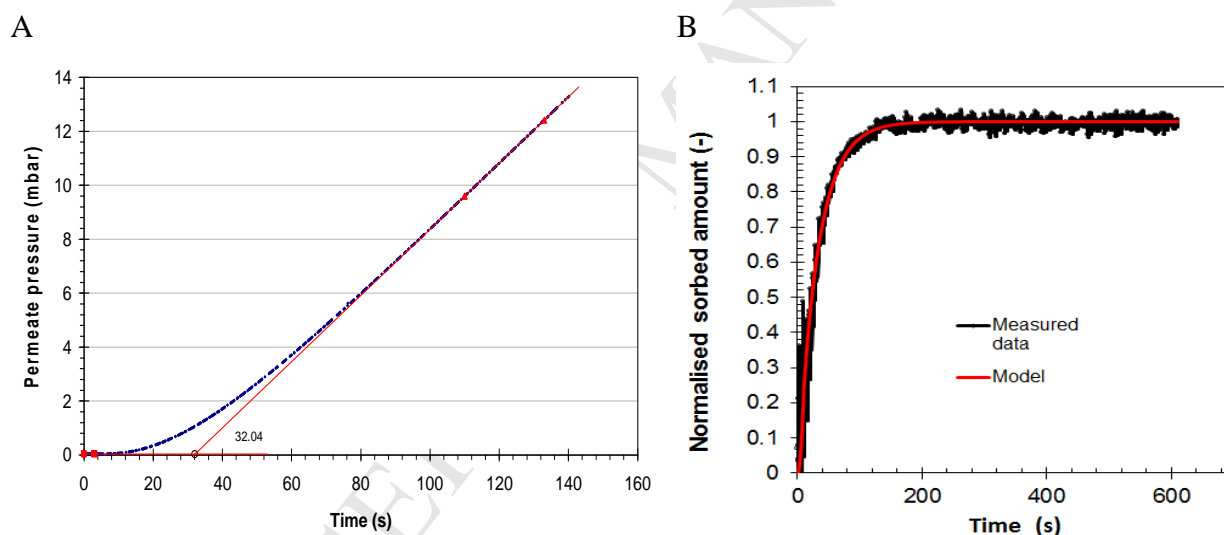 A
B
14
12
10
8
6
4
2
0
Permeate pressure (mbar)
32.04
0 20 40 60 80 100 120 140 160
Time (s)
1.1
1
0.9
0.8
0.7
0.6
0.5
0.4
0.3
0.2
0.1
0
Normalised sorbed amount (-)
Measured
data
Model
0 200 400 600
Time (s)